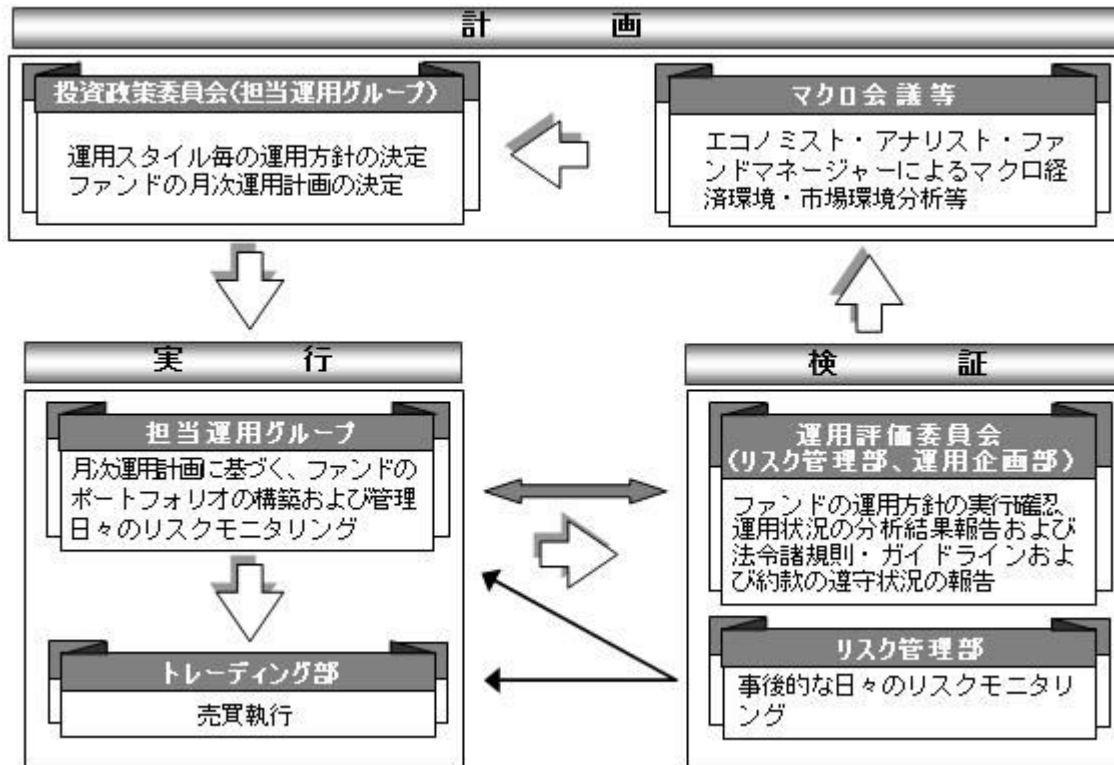 計画
投資政策委員会(担当運用グループ)
運用スタイル毎の運用方針の決定
ファンドの月次運用計画の決定
マクロ会議等
エコノミスト・アナリスト・ファ
ンドマネージャーによるマクロ経
済環境・市場環境分析等
実行
担当運用グループ
月次運用計画に基づく、ファンドの
ポートフォリオの構築および管理
日々のリスクモニタリング
トレーディング部
売買執行
検証
運用評価委員会
(リスク管理部、運用企画部)
ファンドの運用方針の実行確認、
運用状況の分析結果報告および
法令諸規則・ガイドラインおよ
び約款の遵守状況の報告
リスク管理部
事後的な日々のリスクモニタリ
ング